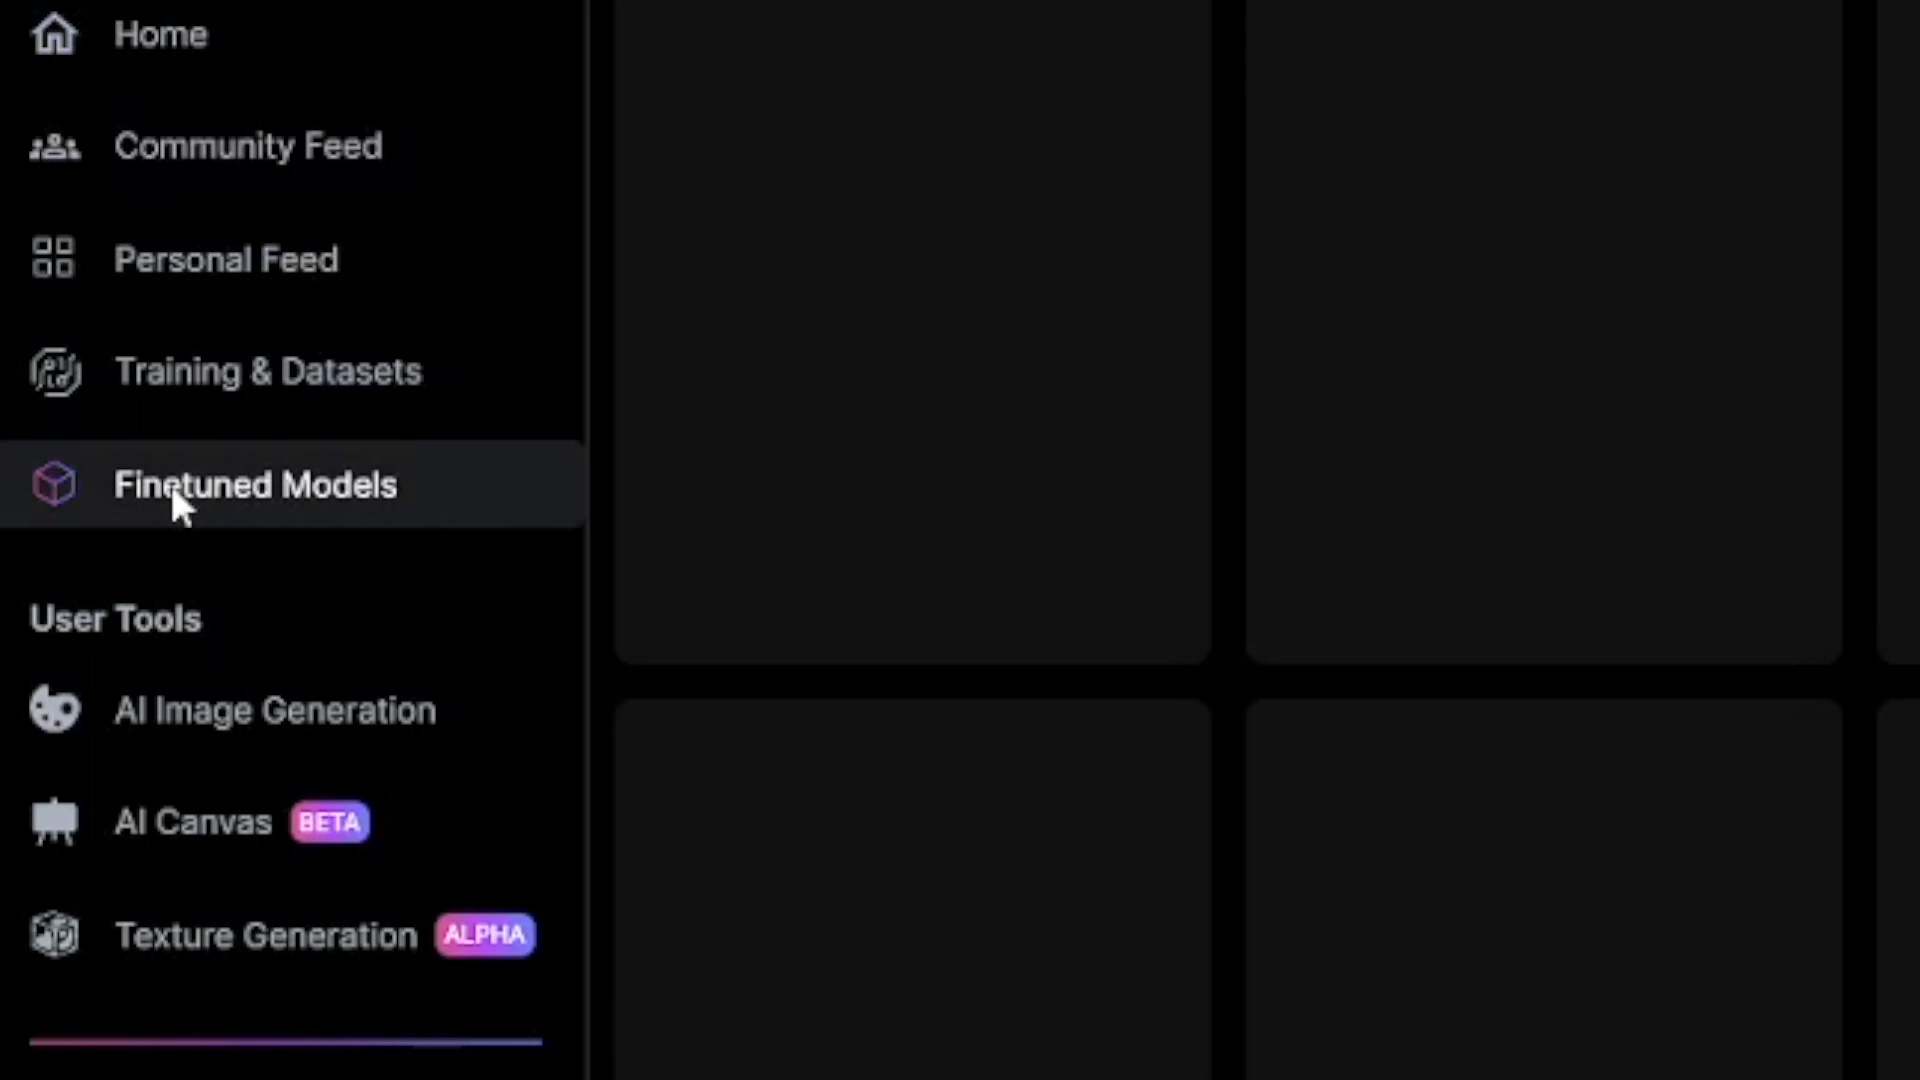 Home
Community Feed
Personal Feed
Training & Datasets
Finetuned Models
User Tools
AI Image Generation
AI Canvas BETA
Texture Generation ALPHA